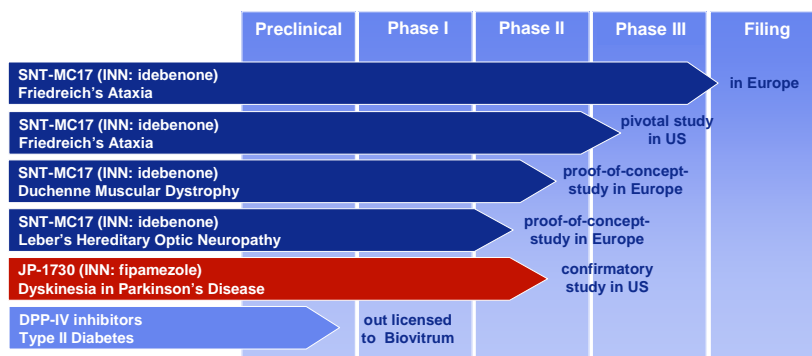 Preclinical Phase I Phase II Phase III Filing
SNT-MC17 (INN: idebenone)
Friedreich's Ataxia
in Europe
SNT-MC17 (INN: idebenone)
Friedreich's Ataxia
pivotal study
in US
SNT-MC17 (INN: idebenone)
Duchenne Muscular Dystrophy
proof-of-concept-
study in Europe
SNT-MC17 (INN: idebenone)
Leber's Hereditary Optic Neuropathy
proof-of-concept-
study in Europe
JP-1730 (INN: fipamezole)
Dyskinesia in Parkinson's Disease
confirmatory
study in US
DPP-IV inhibitors
Type II Diabetes
out licensed
to Biovitrum